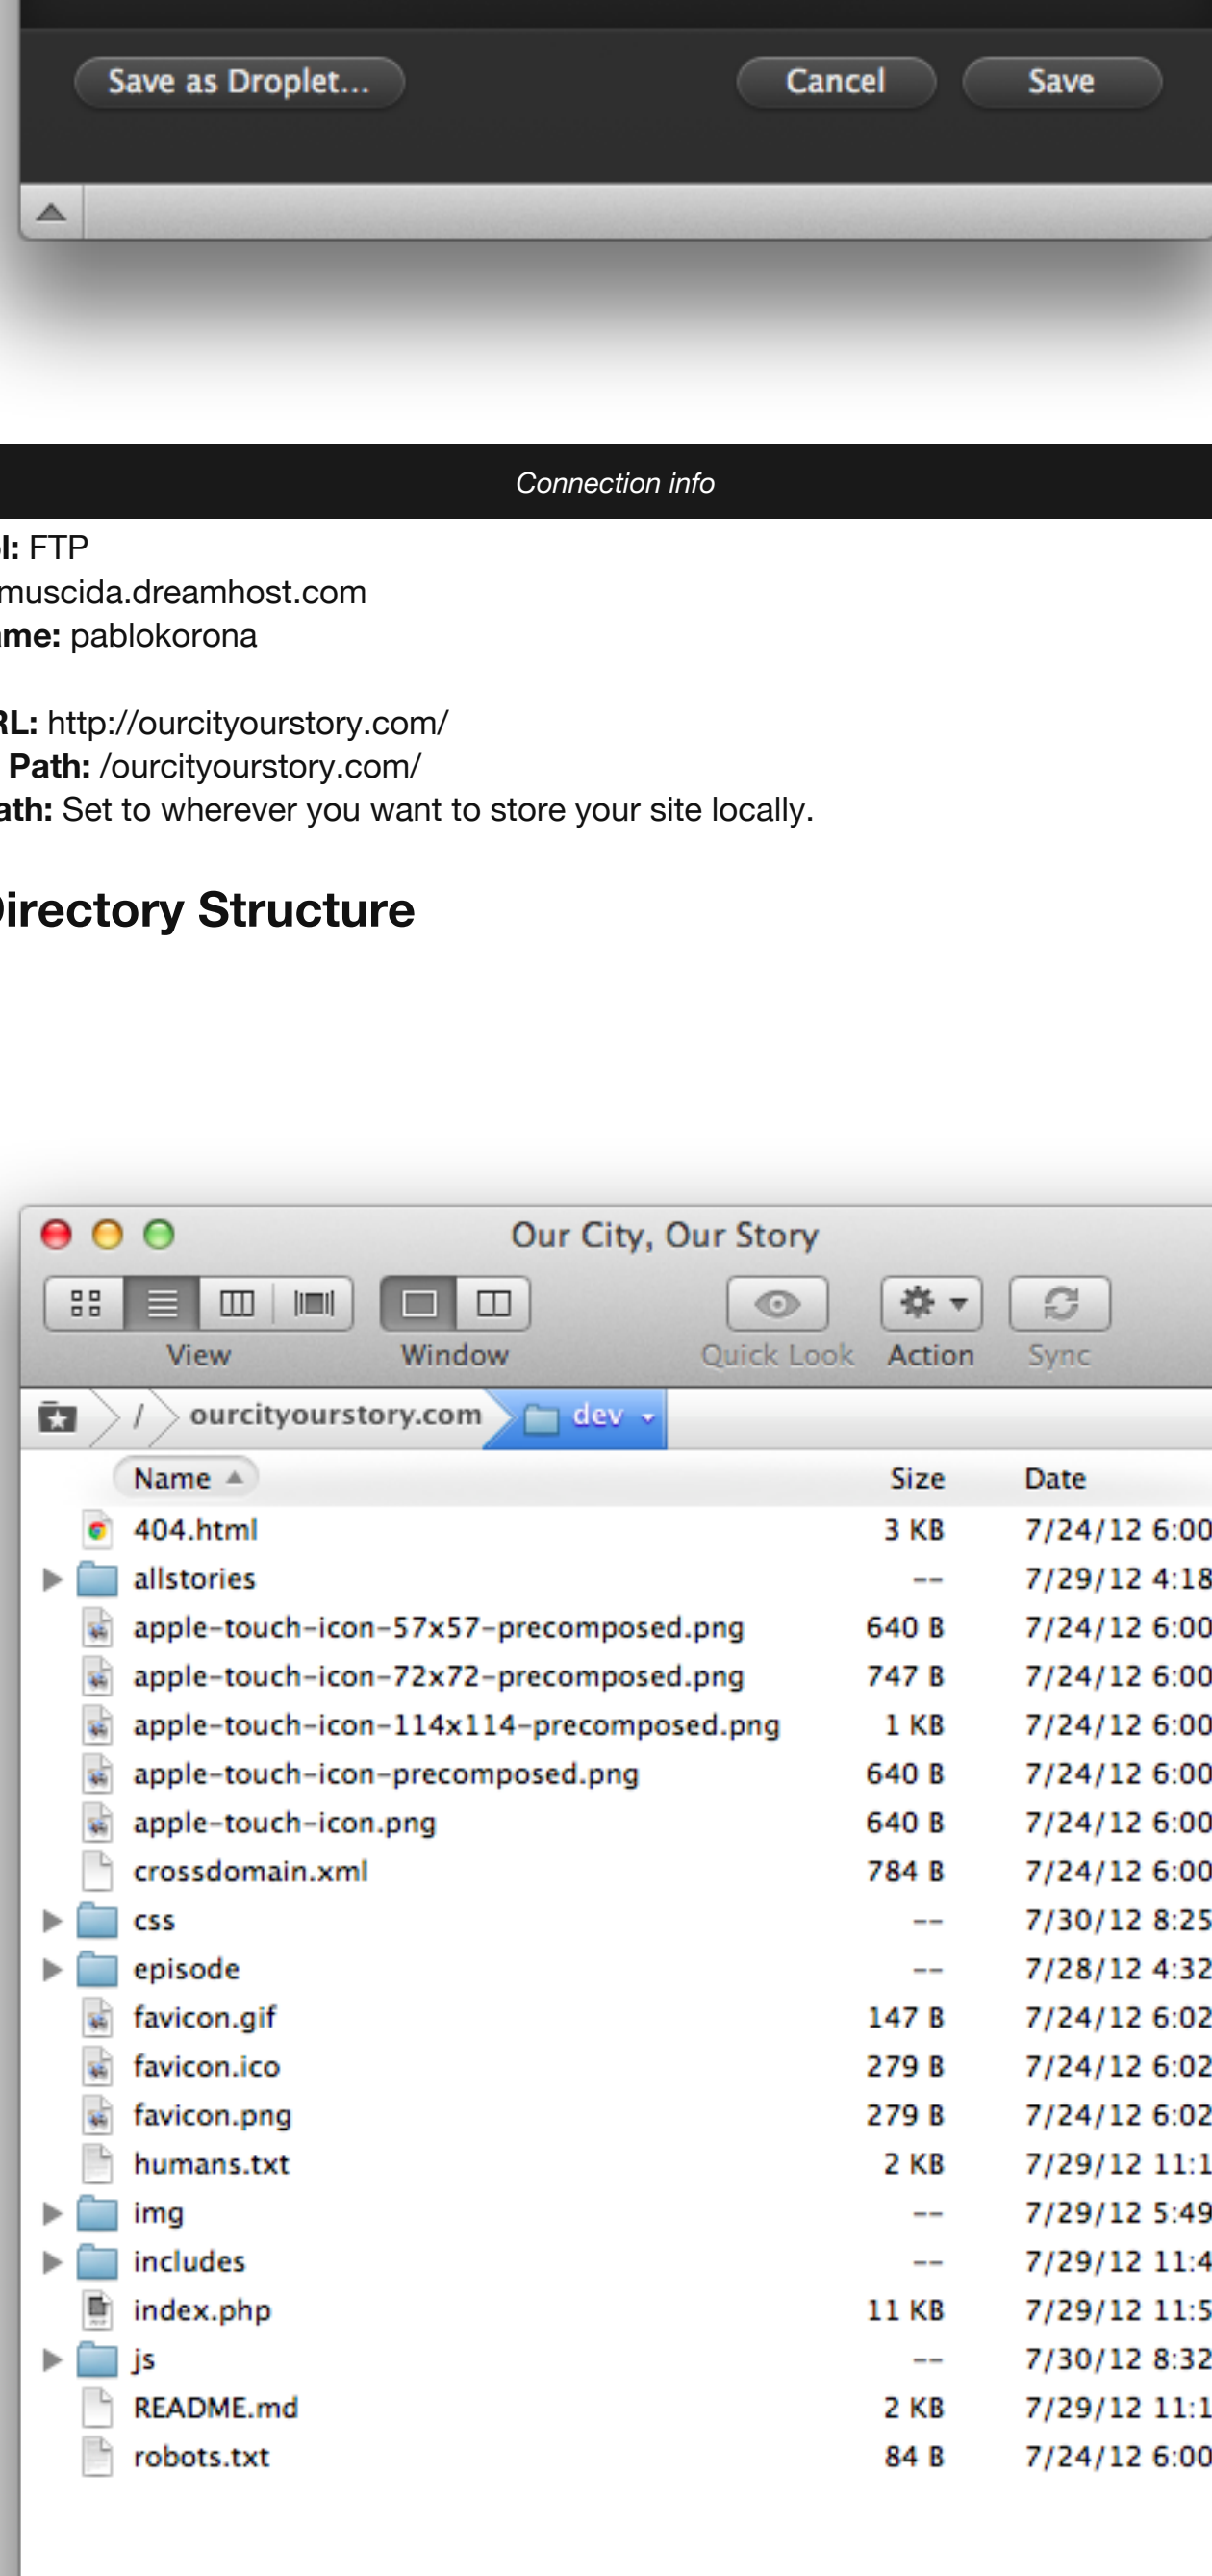 Save as Droplet... Cancel Save
Connection info
l: FTP
muscida.dreamhost.com
ame: pablokorona
RL: http://ourcityourstory.com/
Path: /ourcityourstory.com/
ath: Set to wherever you want to store your site locally.
Directory Structure
Our City, Our Story
View Window Quick Look Action Sync
/ ourcityourstory.com dev
Name Size Date
404.html 3 KB 7/24/12 6:00
allstories -- 7/29/12 4:18
apple-touch-icon-57x57-precomposed.png 640 B 7/24/12 6:00
apple-touch-icon-72x72-precomposed.png 747 B 7/24/12 6:00
apple-touch-icon-114x114-precomposed.png 1 KB 7/24/12 6:00
apple-touch-icon-precomposed.png 640 B 7/24/12 6:00
apple-touch-icon.png 640 B 7/24/12 6:00
crossdomain.xml 784 B 7/24/12 6:00
css -- 7/30/12 8:25
episode -- 7/28/12 4:32
favicon.gif 147 B 7/24/12 6:02
favicon.ico 279 B 7/24/12 6:02
favicon.png 279 B 7/24/12 6:02
humans.txt 2 KB 7/29/12 11:1
img -- 7/29/12 5:49
includes -- 7/29/12 11:4
index.php 11 KB 7/29/12 11:5
js -- 7/30/12 8:32
README.md 2 KB 7/29/12 11:1
robots.txt 84 B 7/24/12 6:00